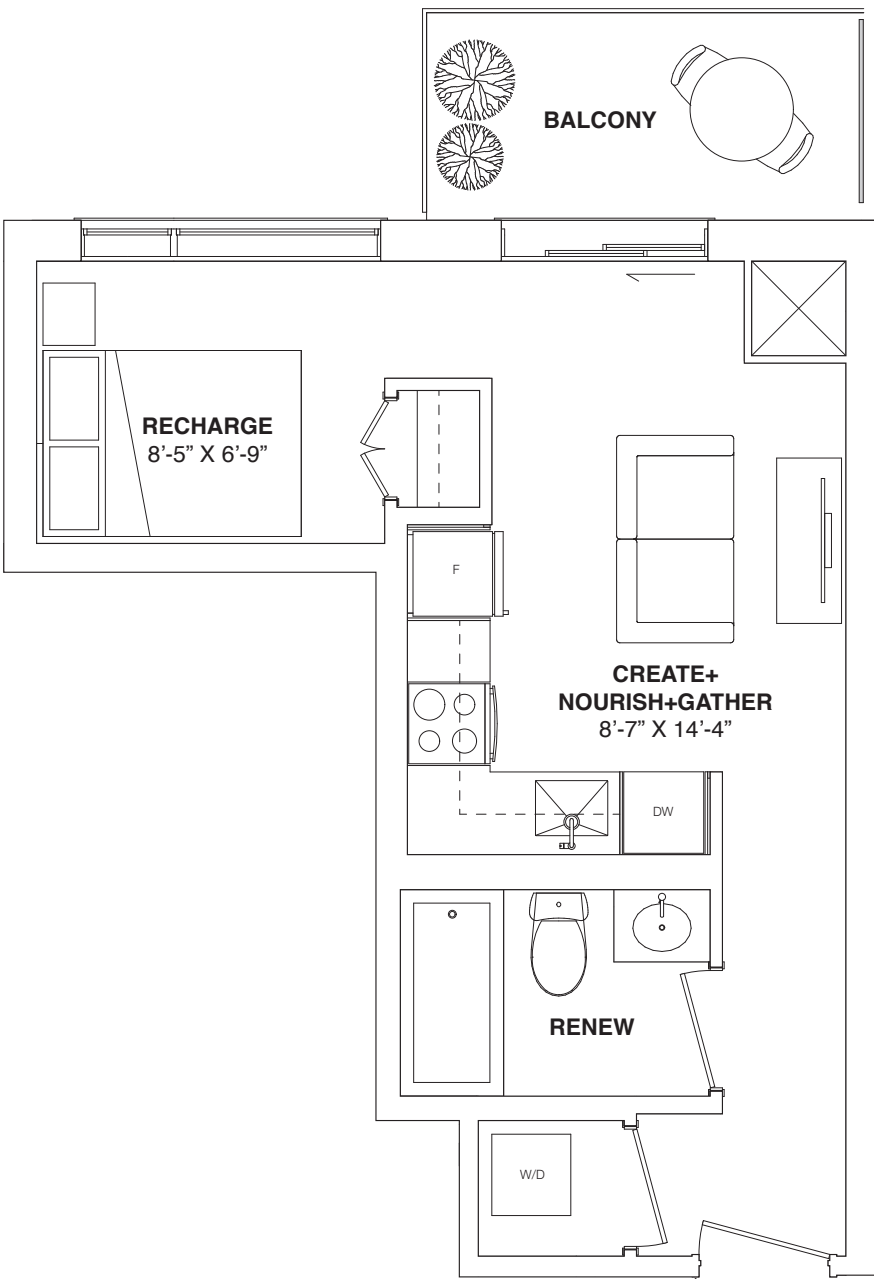 BALCONY
RECHARGE
8’-5” X 6’-9”
F
CREATE+
NOURISH+GATHER
8’-7” X 14’-4”
DW
RENEW
W/D